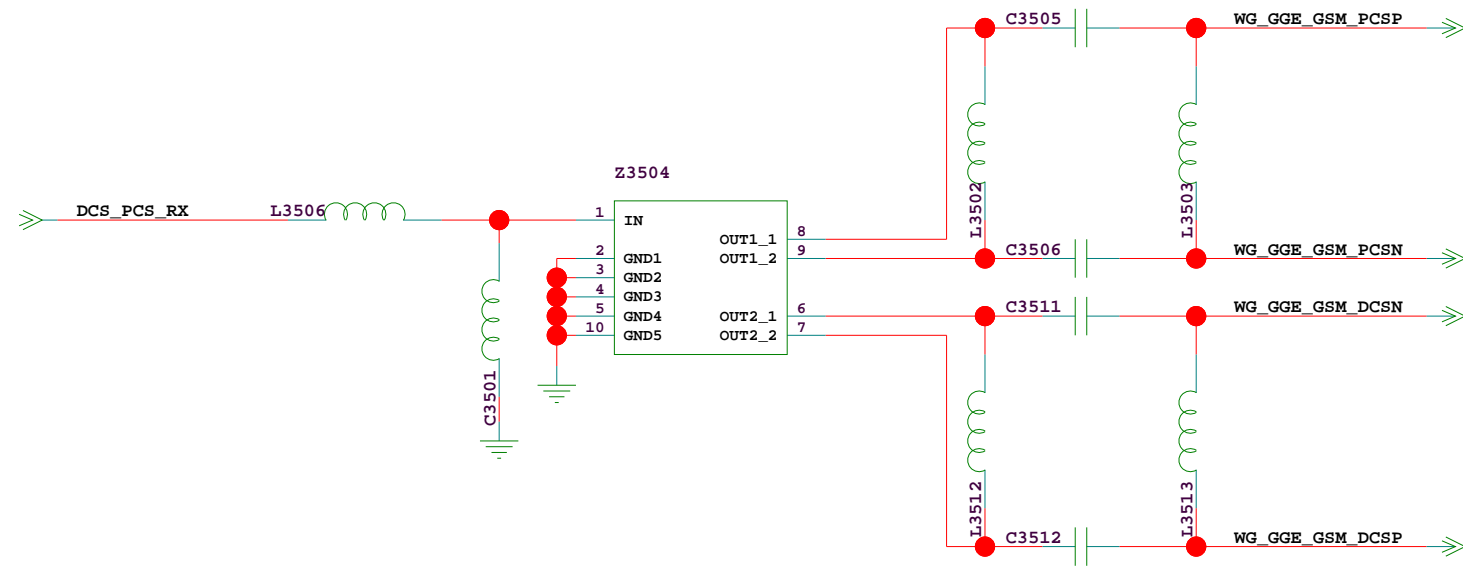 C3505
WG_GGE_GSM_PCSP
Z3504
L3502
L3503
DCS_PCS_RX
L3506
1
IN
OUT1_1
8
C3506
WG_GGE_GSM_PCSN
2
GND1
OUT1_2
9
3
GND2
4
GND3
C3511
WG_GGE_GSM_DCSN
5
GND4
OUT2_1
6
10
GND5
OUT2_2
7
C3501
L3512
L3513
C3512
WG_GGE_GSM_DCSP